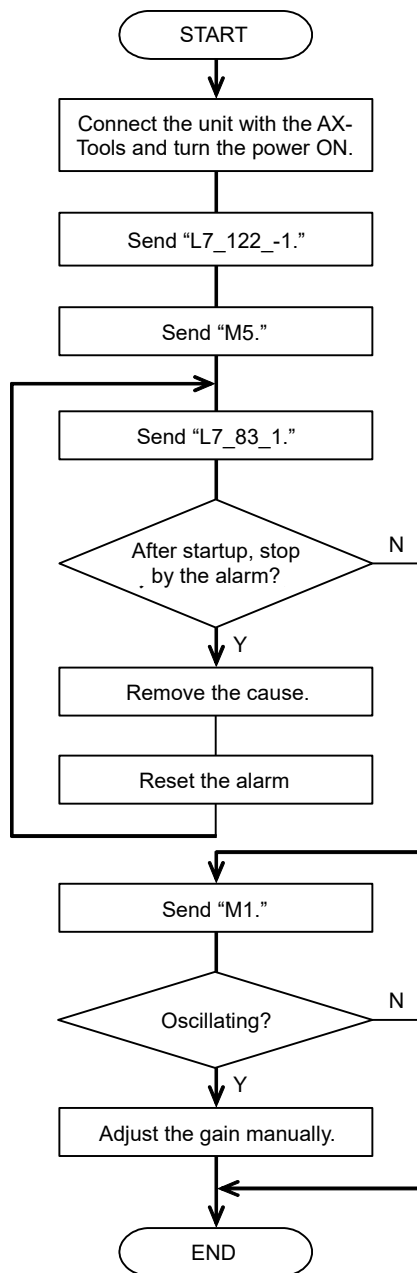 START
Connect the unit with the AX-
Tools and turn the power ON.
Send “L7_122_-1.”
Send “M5.”
Send “L7_83_1.”
After startup, stop
by the alarm?
N
Y
Remove the cause.
Reset the alarm
Send “M1.”
Oscillating?
N
Y
Adjust the gain manually.
END